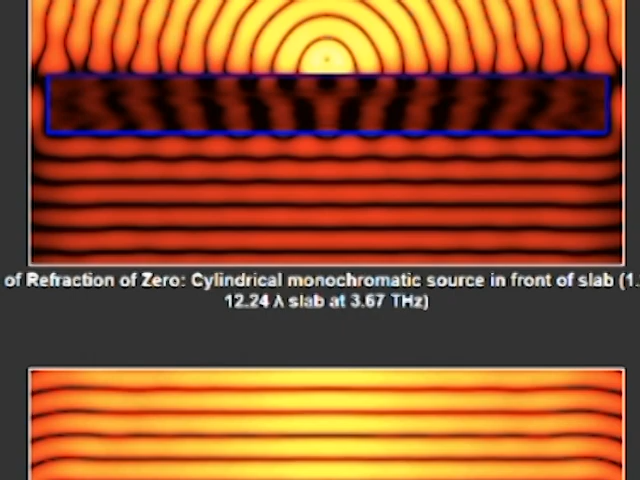 of Refraction of Zero: Cylindrical monochromatic source in front of slab (1.
12.24 λ slab at 3.67 THz)